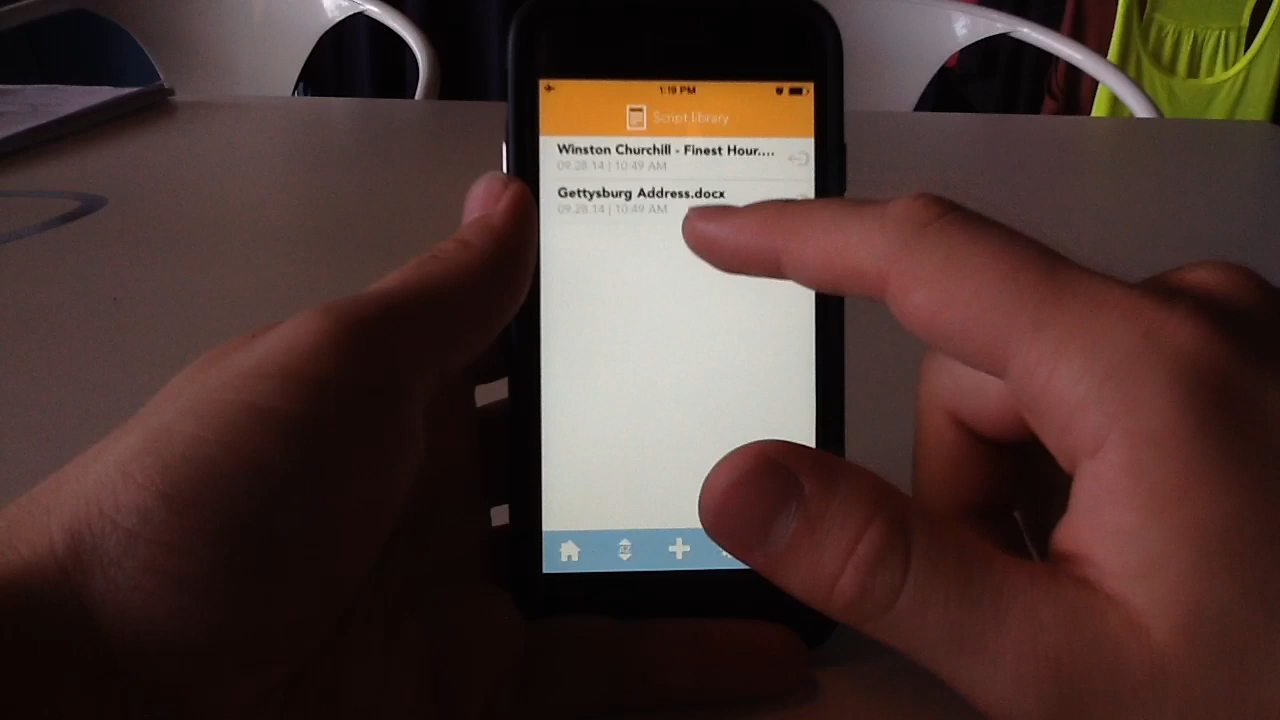 1:19 PM
Script Library
Winston Churchill - Finest Hour....
09.28.14 | 10:49 AM
Gettysburg Address.docx
09.28.14 | 10:49 AM
AZ